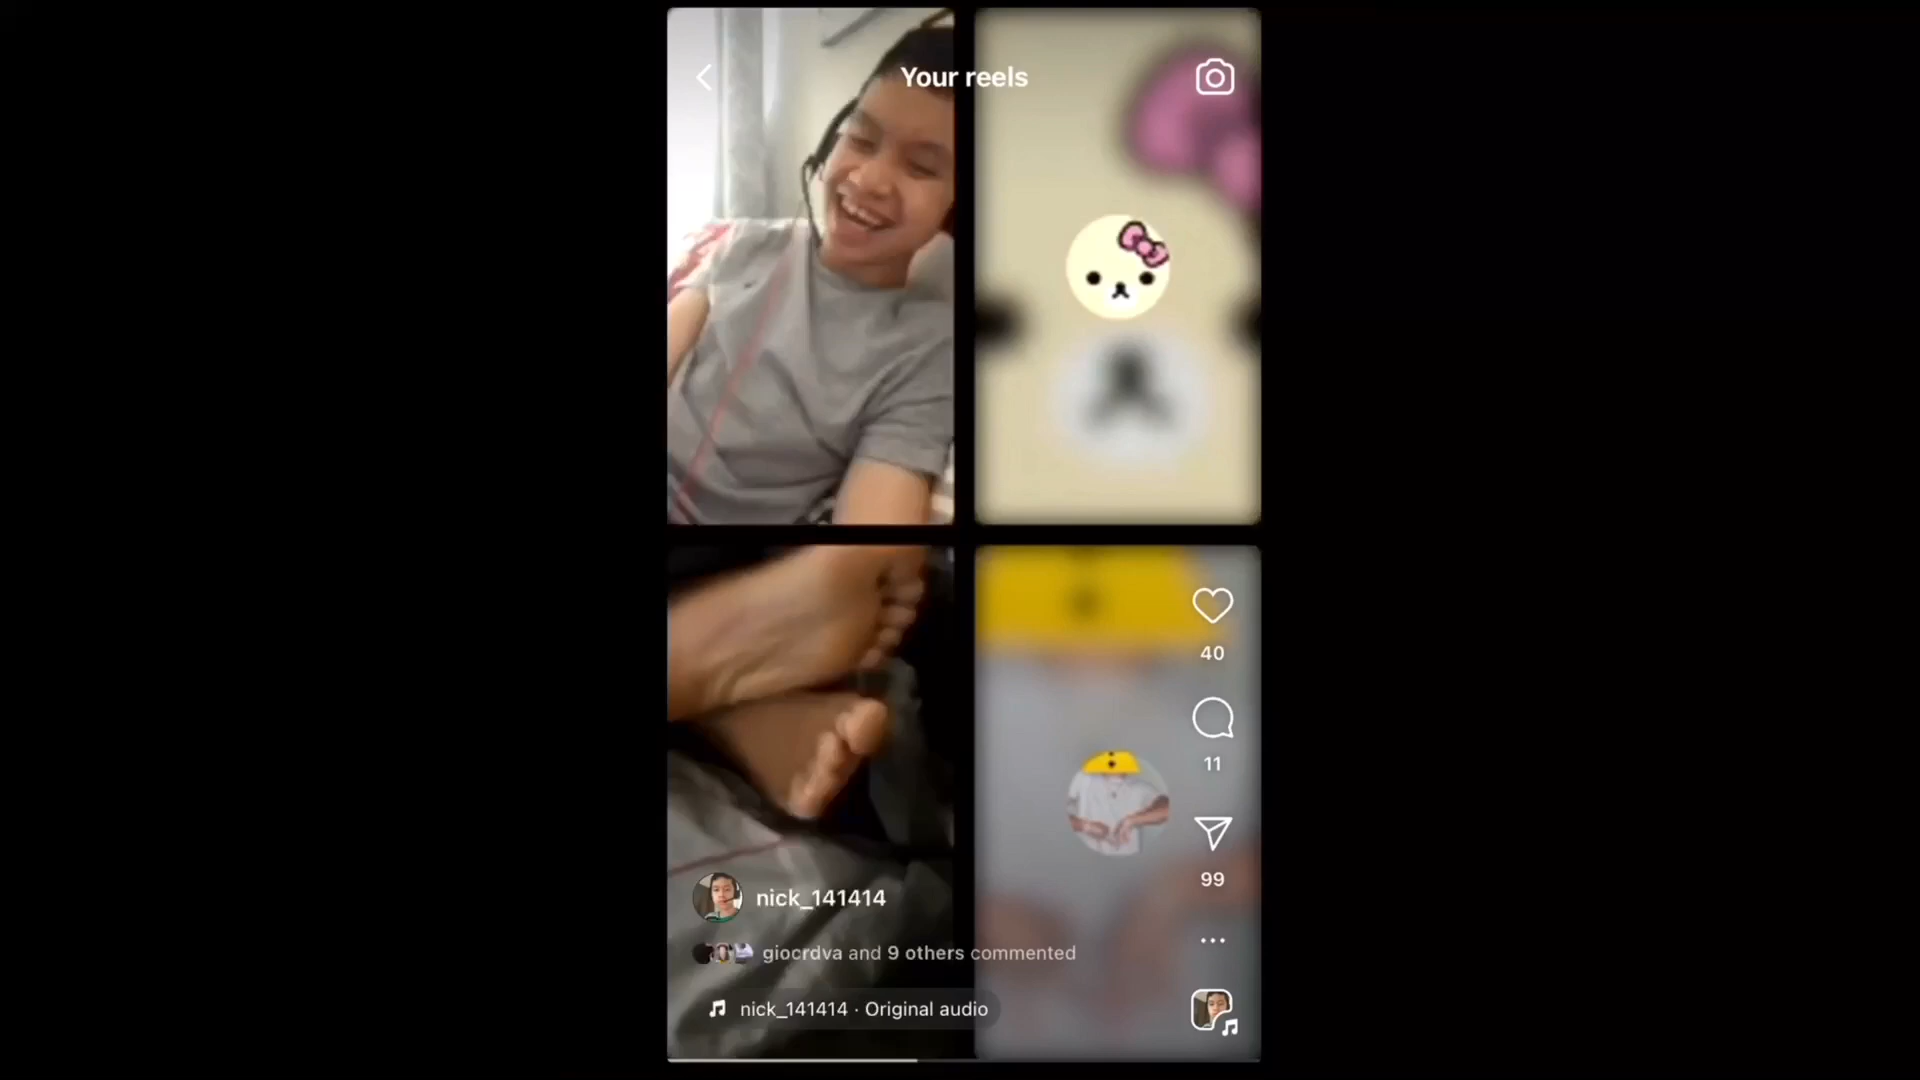 Your reels
40
11
99
nick_141414
giocrdva and 9 others commented
nick_141414 · Original audio